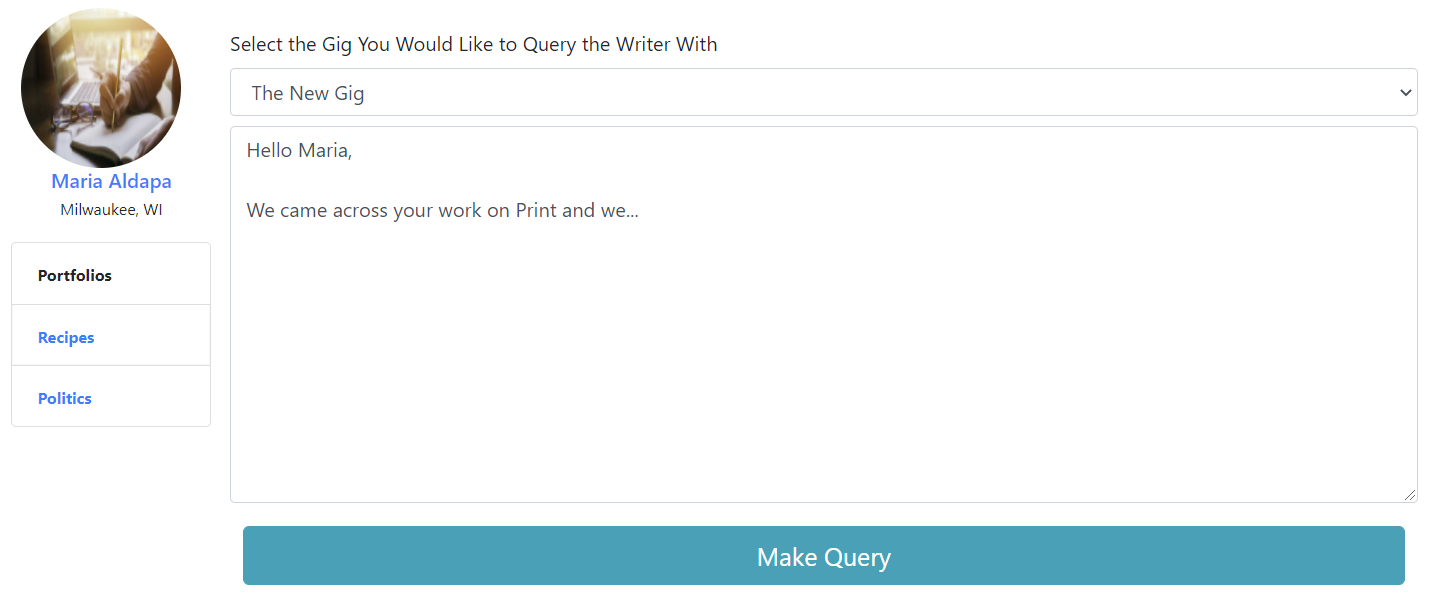 Select the Gig You Would Like to Query the Writer With
The New Gig
Hello Maria,
We came across your work on Print and we...
Maria Aldapa
Milwaukee, WI
Portfolios
Recipes
Politics
Make Query